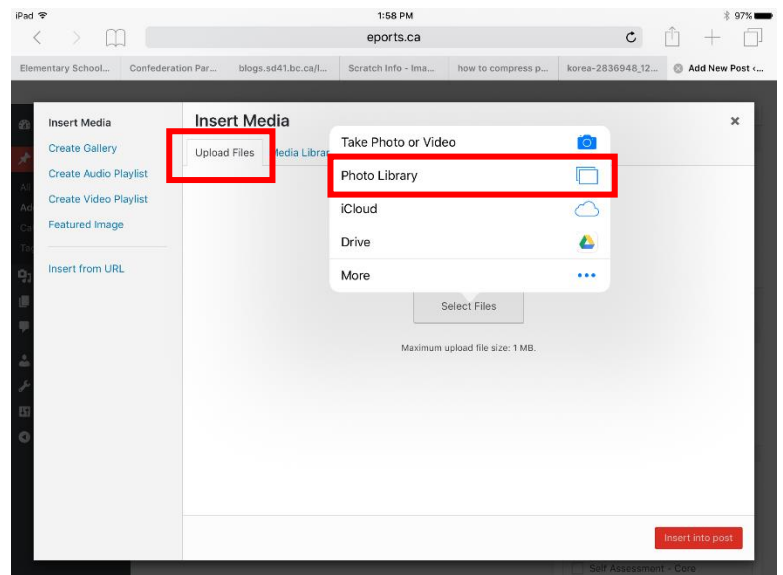 iPad 1:58 PM 97%
eports.ca
Elementary School... Confederation Par... blogs.sd41.bc.ca/l... Scratch Info - Ima... how to compress p... korea-2836948_12... Add New Post <...
Insert Media
Create Gallery
Create Audio Playlist
Create Video Playlist
Featured Image
Insert from URL
Insert Media
Upload Files Media Librar
Take Photo or Video
Photo Library
iCloud
Drive
More
Select Files
Maximum upload file size: 1 MB.
Insert into post
Self Assessment - Core